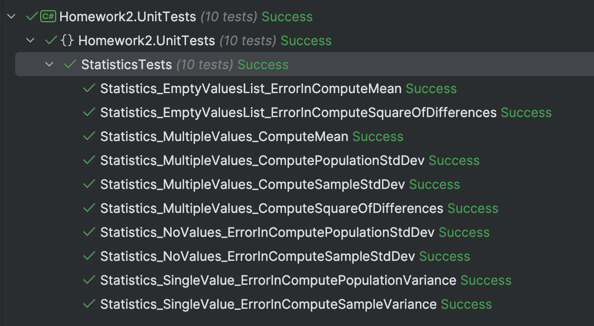 C# Homework2.UnitTests (10 tests) Success
{} Homework2.UnitTests (10 tests) Success
StatisticsTests (10 tests) Success
Statistics_EmptyValuesList_ErrorInComputeMean Success
Statistics_EmptyValuesList_ErrorInComputeSquareOfDifferences Success
Statistics_MultipleValues_ComputeMean Success
Statistics_MultipleValues_ComputePopulationStdDev Success
Statistics_MultipleValues_ComputeSampleStdDev Success
Statistics_MultipleValues_ComputeSquareOfDifferences Success
Statistics_NoValues_ErrorInComputePopulationStdDev Success
Statistics_NoValues_ErrorInComputeSampleStdDev Success
Statistics_SingleValue_ErrorInComputePopulationVariance Success
Statistics_SingleValue_ErrorInComputeSampleVariance Success